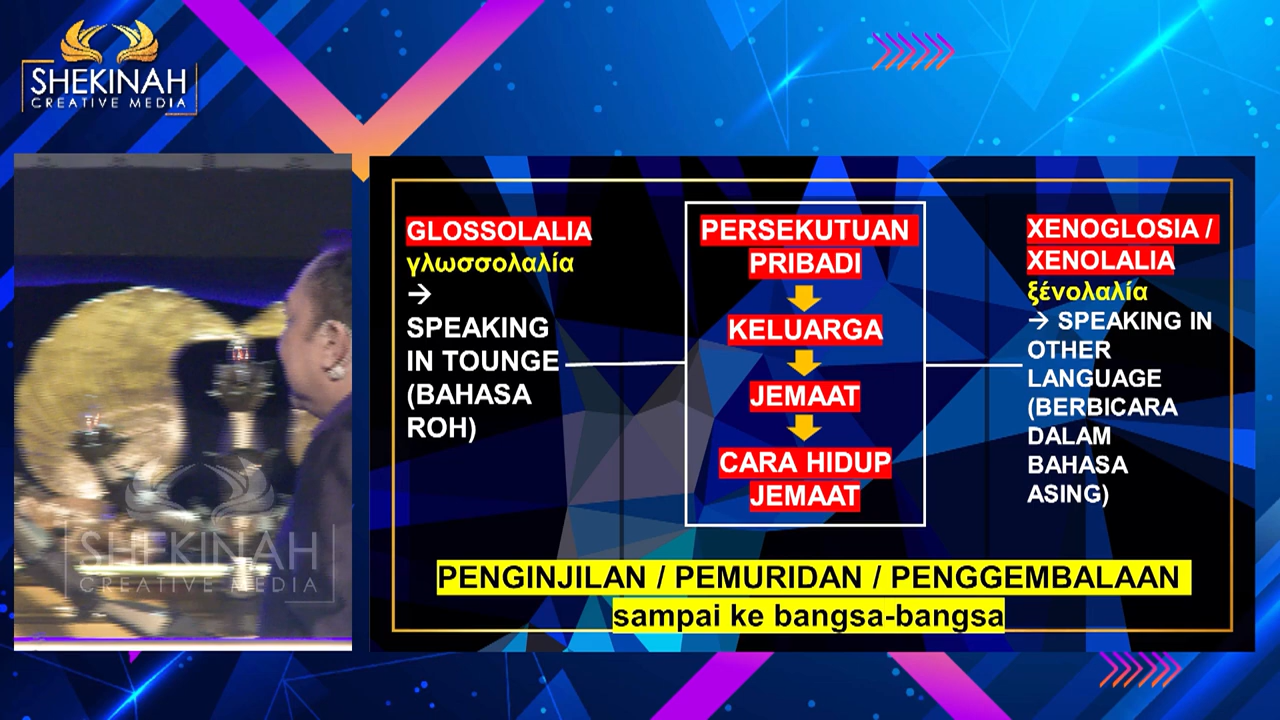 SHEKINAH
CREATIVE MEDIA
GLOSSOLALIA
γλωσσολαλία
→
SPEAKING
IN TOUNGE
(BAHASA
ROH)
PERSEKUTUAN
PRIBADI
KELUARGA
JEMAAT
CARA HIDUP
JEMAAT
XENOGLOSIA /
XENOLALIA
ξένολαλία
→ SPEAKING IN
OTHER
LANGUAGE
(BERBICARA
DALAM
BAHASA
ASING)
PENGINJILAN / PEMURIDAN / PENGGEMBALAAN
sampai ke bangsa-bangsa
SHEKINAH
CREATIVE MEDIA